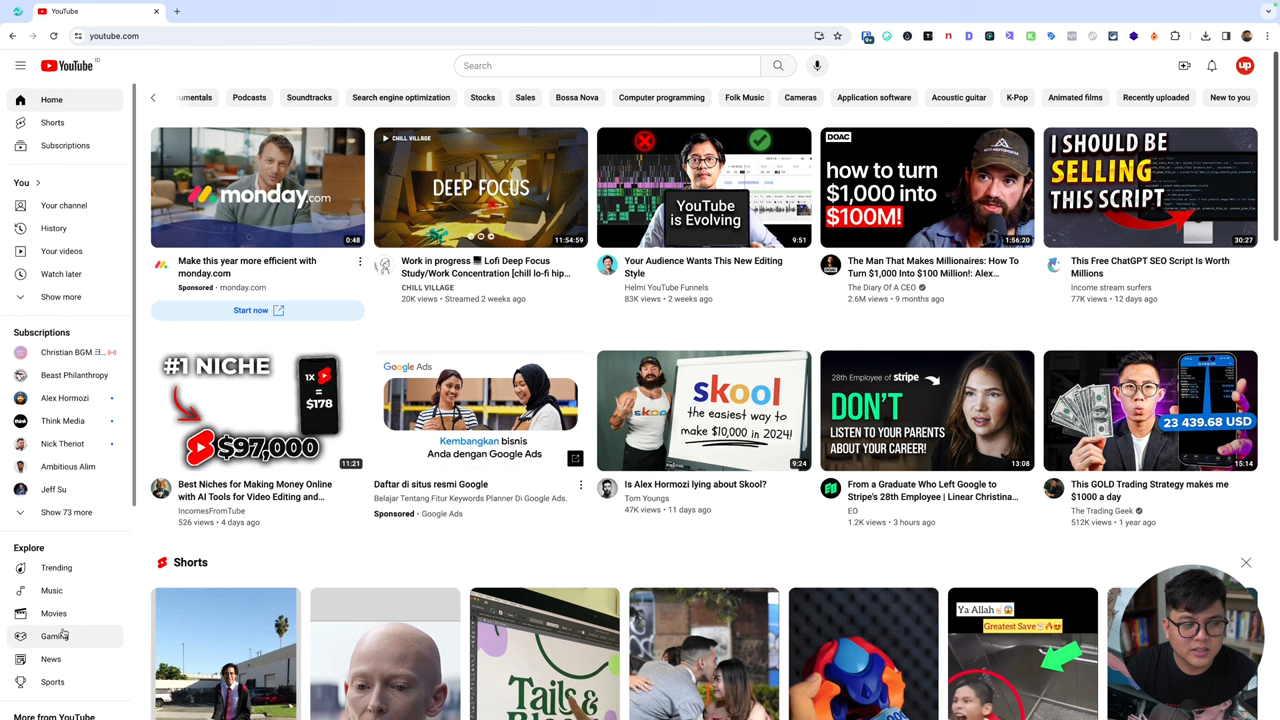 YouTube
youtube.com
YouTube ID
Search
up
Home
Shorts
Subscriptions
You
Your channel
History
Your videos
Watch later
Show more
Subscriptions
Christian BGM 크...
Beast Philanthropy
Alex Hormozi
Think Media
Nick Theriot
Ambitious Alim
Jeff Su
Show 73 more
Explore
Trending
Music
Movies
Gaming
News
Sports
More from YouTube
rumentals
Podcasts
Soundtracks
Search engine optimization
Stocks
Sales
Bossa Nova
Computer programming
Folk Music
Cameras
Application software
Acoustic guitar
K-Pop
Animated films
Recently uploaded
New to you
monday.com
0:48
Make this year more efficient with
monday.com
Sponsored • monday.com
Start now
CHILL VILLAGE
DEEP FOCUS
11:54:59
Work in progress 💻 Lofi Deep Focus
Study/Work Concentration [chill lo-fi hip...
CHILL VILLAGE
20K views • Streamed 2 weeks ago
YouTube
is Evolving
9:51
Your Audience Wants This New Editing
Style
Helmi YouTube Funnels
83K views • 2 weeks ago
DOAC
how to turn
$1,000 into
$100M!
1:56:20
The Man That Makes Millionaires: How To
Turn $1,000 Into $100 Million!: Alex...
The Diary Of A CEO
2.6M views • 9 months ago
I SHOULD BE
SELLING
THIS SCRIPT
30:27
This Free ChatGPT SEO Script Is Worth
Millions
Income stream surfers
77K views • 12 days ago
#1 NICHE
1X
=
$178
$97,000
11:21
Best Niches for Making Money Online
with AI Tools for Video Editing and...
IncomesFromTube
526 views • 4 days ago
Google Ads
Kembangkan bisnis
Anda dengan Google Ads
Daftar di situs resmi Google
Belajar Tentang Fitur Keywords Planner Di Google Ads.
Sponsored • Google Ads
skool
skool
the easiest way to
make $10,000 in 2024!
9:24
Is Alex Hormozi lying about Skool?
Tom Youngs
47K views • 11 days ago
28th Employee of stripe
DON'T
LISTEN TO YOUR PARENTS
ABOUT YOUR CAREER!
13:08
From a Graduate Who Left Google to
Stripe's 28th Employee | Linear Christina...
EO
1.2K views • 3 hours ago
23 439.68 USD
15:14
This GOLD Trading Strategy makes me
$1000 a day
The Trading Geek
512K views • 1 year ago
Shorts
Tails &
Ya Allah
Greatest Save